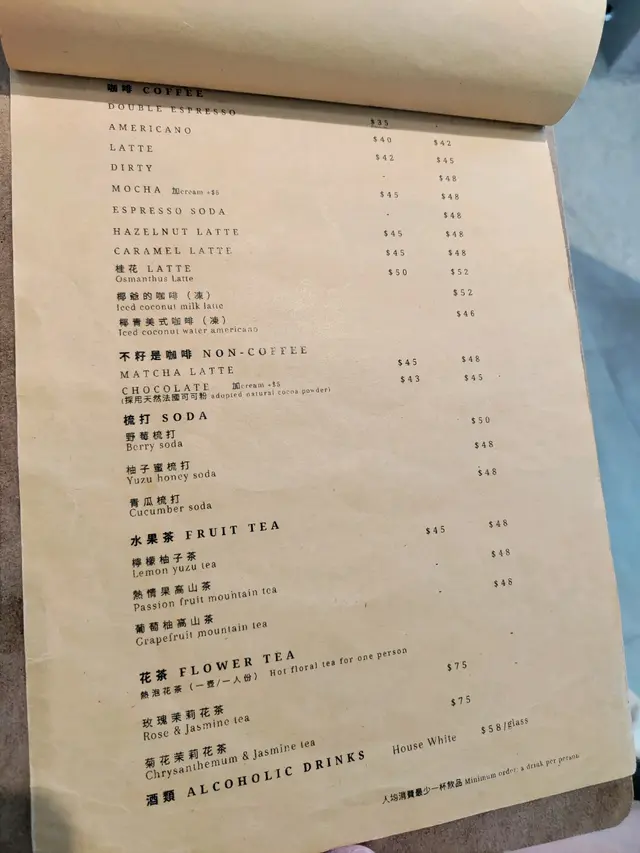 咖啡 COFFEE
DOUBLE ESPRESSO $35
AMERICANO $40 $42
LATTE $42 $45
DIRTY - $48
MOCHA 加cream +$5 $45 $48
ESPRESSO SODA - $48
HAZELNUT LATTE $45 $48
CARAMEL LATTE $45 $48
桂花 LATTE $50 $52
Osmanthus Latte
椰爺的咖啡（凍） $52
Iced coconut milk latte
椰青美式咖啡（凍） $46
Iced coconut water americano
不籽是咖啡 NON-COFFEE
MATCHA LATTE $45 $48
CHOCOLATE 加cream +$5 $43 $45
(採用天然法國可可粉 adopted natural cocoa powder)
梳打 SODA
野莓梳打 $50
Berry soda
柚子蜜梳打 $48
Yuzu honey soda
青瓜梳打 $48
Cucumber soda
水果茶 FRUIT TEA
檸檬柚子茶 $45 $48
Lemon yuzu tea
熱情果高山茶 $48
Passion fruit mountain tea
葡萄柚高山茶 $48
Grapefruit mountain tea
花茶 FLOWER TEA
熱泡花茶（一壺/一人份） Hot floral tea for one person
玫瑰茉莉花茶 $75
Rose & Jasmine tea
菊花茉莉花茶 $75
Chrysanthemum & Jasmine tea
酒類 ALCOHOLIC DRINKS House White $58/glass
人均消費最少一杯飲品 Minimum order: a drink per person